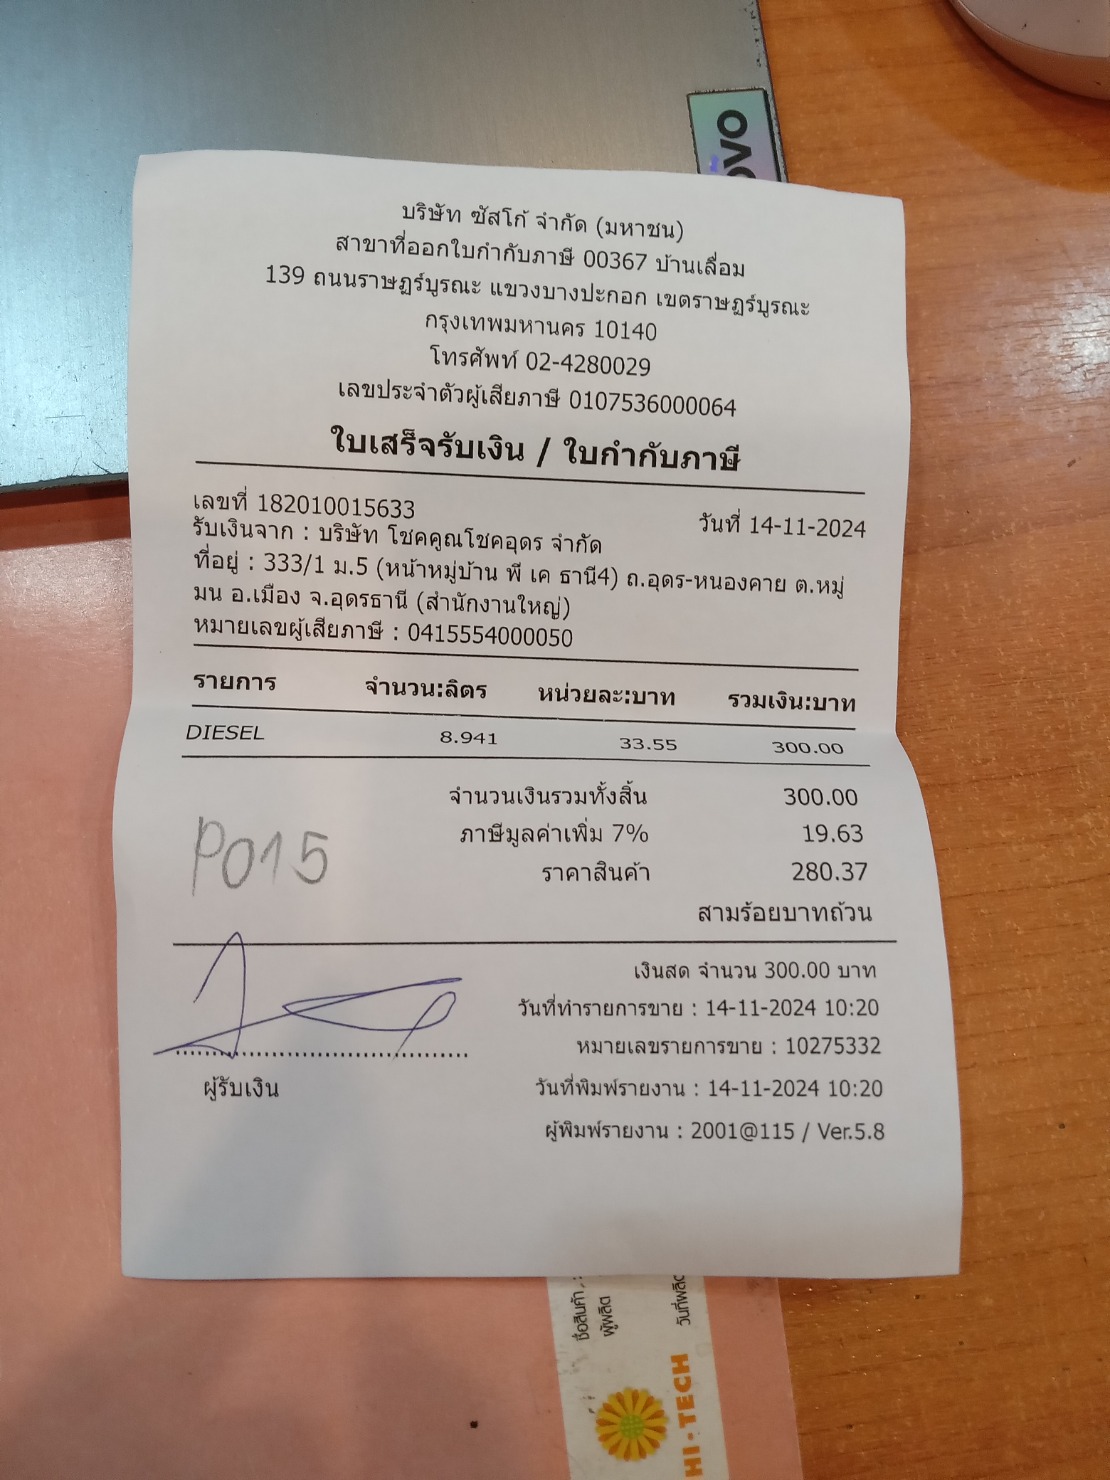 บริษัท ซัสโก้ จำกัด (มหาชน)
สาขาที่ออกใบกำกับภาษี 00367 บ้านเลื่อม
139 ถนนราษฎร์บูรณะ แขวงบางปะกอก เขตราษฎร์บูรณะ
กรุงเทพมหานคร 10140
โทรศัพท์ 02-4280029
เลขประจำตัวผู้เสียภาษี 0107536000064
ใบเสร็จรับเงิน / ใบกำกับภาษี
เลขที่ 182010015633 วันที่ 14-11-2024
รับเงินจาก : บริษัท โชคคูณโชคอุดร จำกัด
ที่อยู่ : 333/1 ม.5 (หน้าหมู่บ้าน พี เค ธานี4) ถ.อุดร-หนองคาย ต.หมู่
มน อ.เมือง จ.อุดรธานี (สำนักงานใหญ่)
หมายเลขผู้เสียภาษี : 0415554000050
รายการ จำนวน:ลิตร หน่วยละ:บาท รวมเงิน:บาท
DIESEL 8.941 33.55 300.00
จำนวนเงินรวมทั้งสิ้น 300.00
ภาษีมูลค่าเพิ่ม 7% 19.63
P015
ราคาสินค้า 280.37
สามร้อยบาทถ้วน
เงินสด จำนวน 300.00 บาท
วันที่ทำรายการขาย : 14-11-2024 10:20
หมายเลขรายการขาย : 10275332
ผู้รับเงิน
วันที่พิมพ์รายงาน : 14-11-2024 10:20
ผู้พิมพ์รายงาน : 2001@115 / Ver.5.8
ชื่อสินค้า
ผู้ผลิต
วันที่ผลิต
HI-TECH